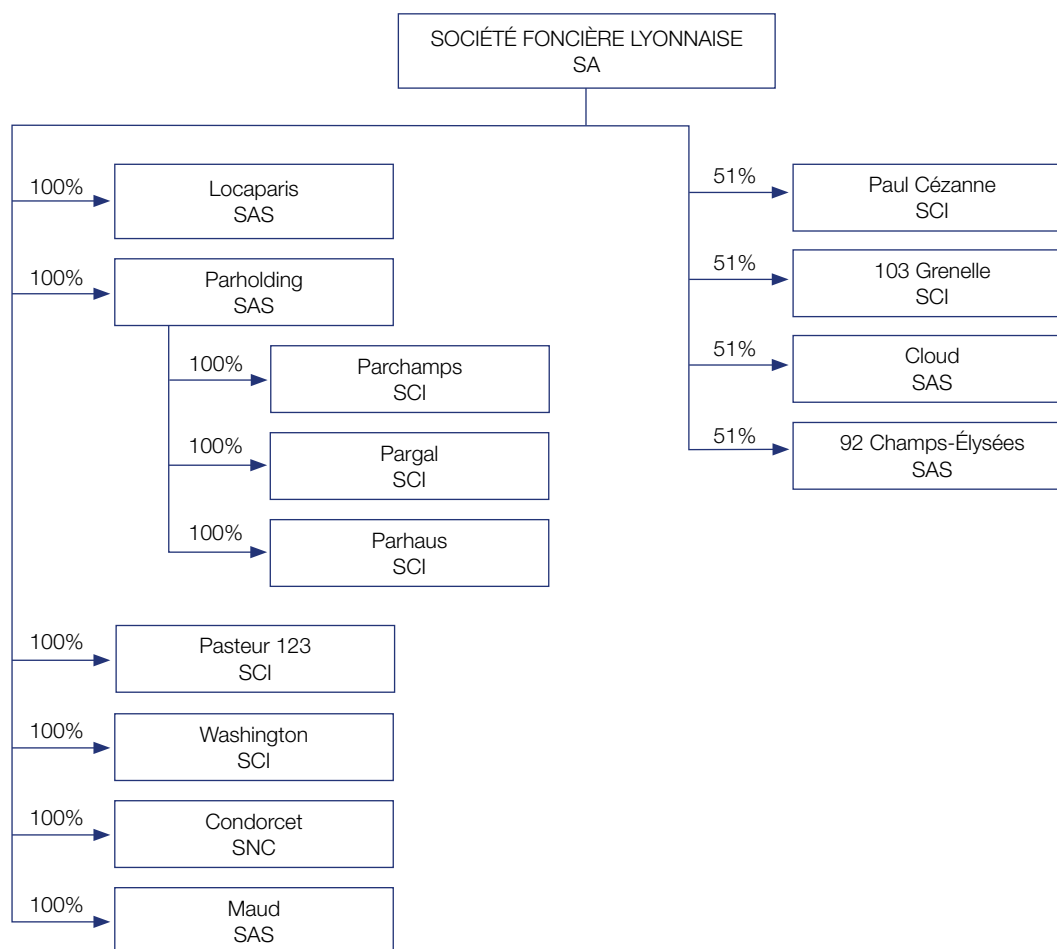 SOCIÉTÉ FONCIÈRE LYONNAISE
SA
100%
Locaparis
SAS
100%
Parholding
SAS
100%
Parchamps
SCI
100%
Pargal
SCI
100%
Parhaus
SCI
100%
Pasteur 123
SCI
100%
Washington
SCI
100%
Condorcet
SNC
100%
Maud
SAS
51%
Paul Cézanne
SCI
51%
103 Grenelle
SCI
51%
Cloud
SAS
51%
92 Champs-Élysées
SAS